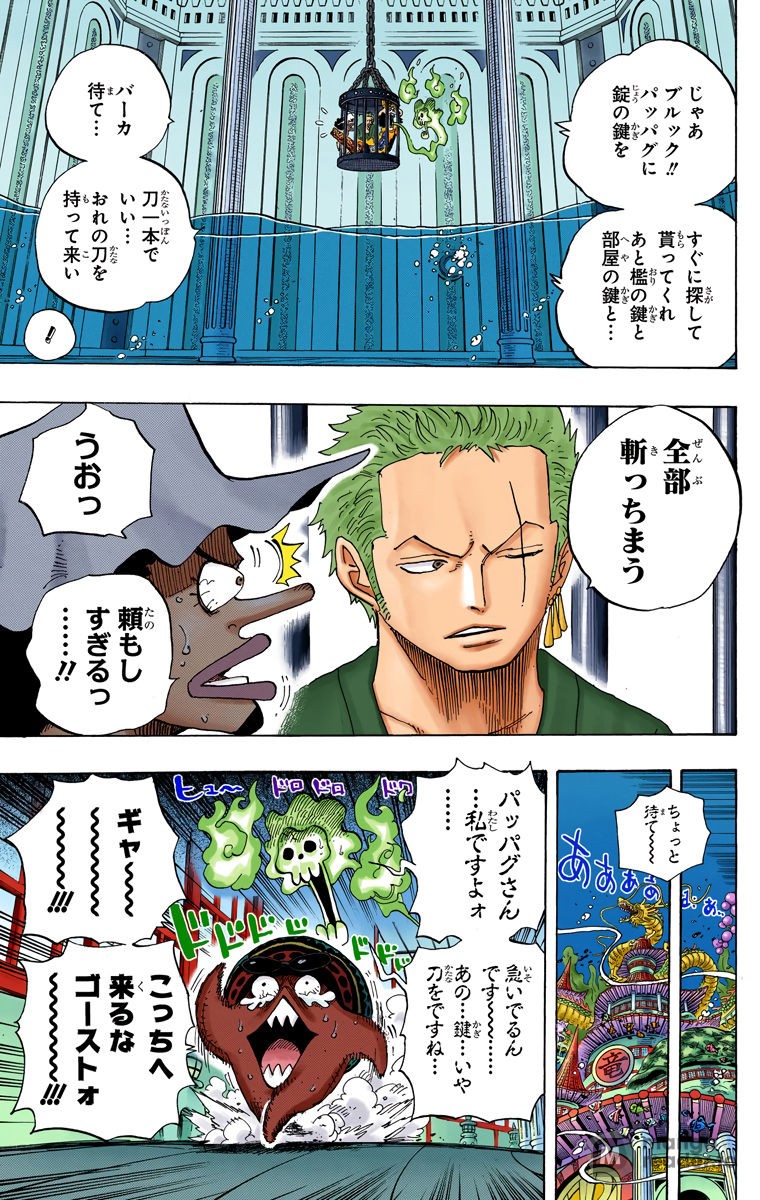 じゃあ
ブルック!!
パッパグに
錠の鍵を
すぐに探して
貰ってくれ
あと檻の鍵と
部屋の鍵と…
バーカ
待て…
刀一本で
いい…
おれの刀を
持って来い
!
全部
斬っちまう
うおっ
頼もし
すぎるっ
……!!
ちょっと
待て〜〜
あああああ
パッパグさん
…私ですよォ
急いでるん
です〜〜〜…
あの…鍵…いや
刀をですね…
ヒュ〜
ドロドロドロ
ドドドド
ドドド
ギャ〜
〜〜〜〜
〜〜〜!!!
こっちへ
来るな
ゴーストォ
〜〜〜〜!!!
竜